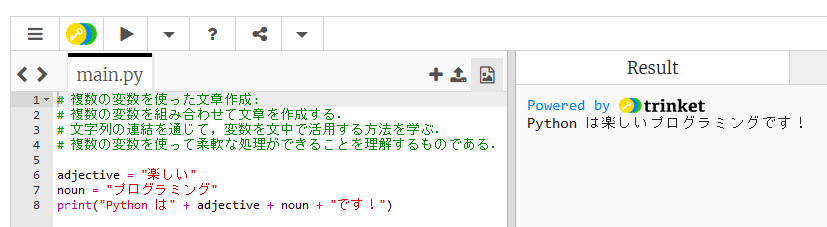 main.py
Result
1 # 複数の変数を使った文章作成:
2 # 複数の変数を組み合わせて文章を作成する.
3 # 文字列の連結を通じて，変数を文中で活用する方法を学ぶ.
4 # 複数の変数を使って柔軟な処理ができることを理解するものである.
5
6 adjective = "楽しい"
7 noun = "プログラミング"
8 print("Python は" + adjective + noun + "です！")
Powered by trinket
Python は楽しいプログラミングです！